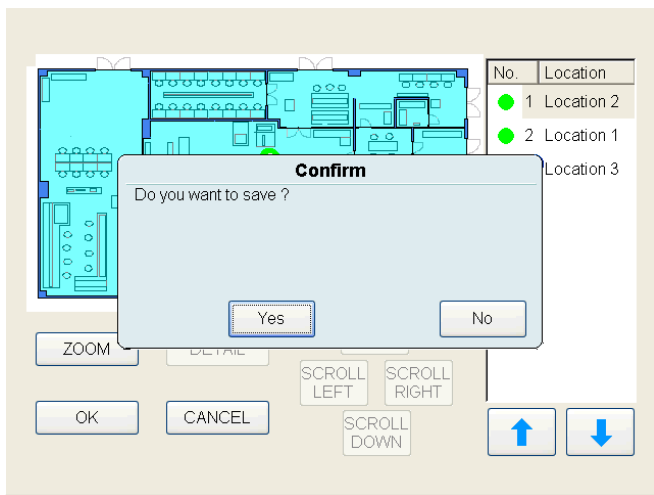 No. Location
1 Location 2
2 Location 1
Location 3
Confirm
Do you want to save ?
Yes
No
ZOOM
DETAIL
SCROLL
LEFT
SCROLL
RIGHT
OK
CANCEL
SCROLL
DOWN